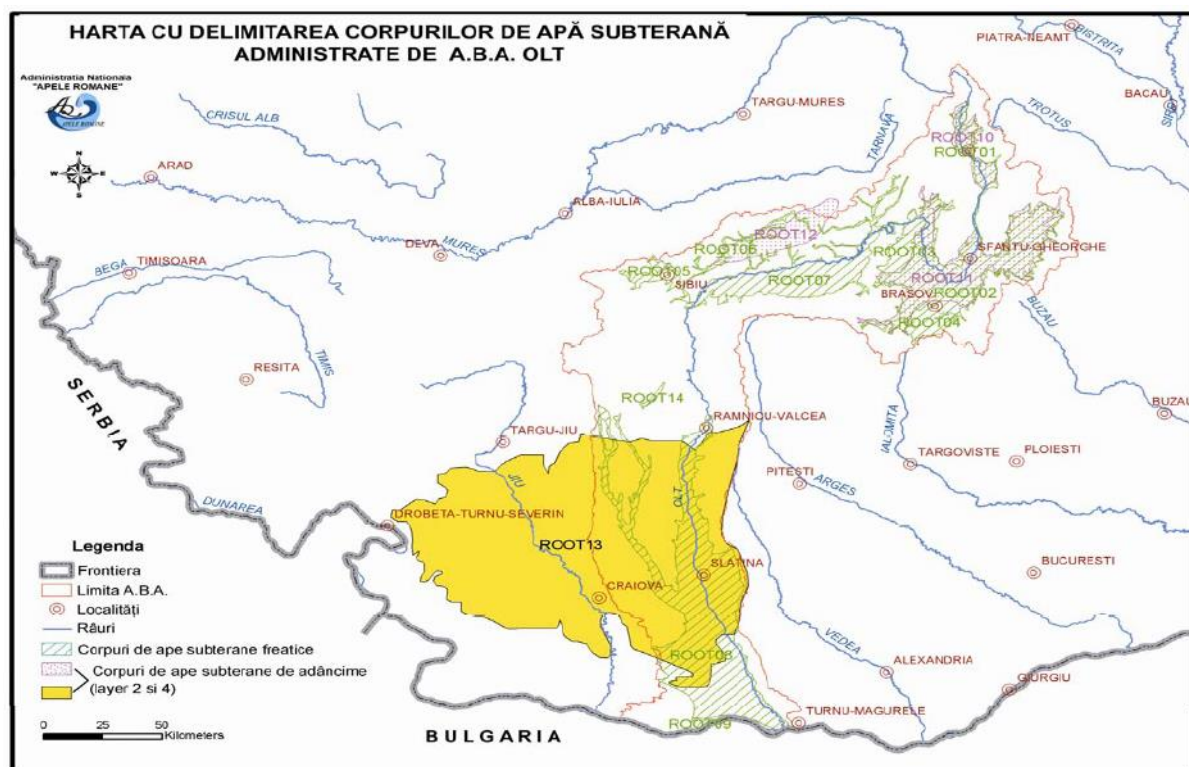 HARTA CU DELIMITAREA CORPURILOR DE APĂ SUBTERANĂ
ADMINISTRATE DE A.B.A. OLT
Administratia Nationala
"APELE ROMANE"
APELE ROMANE
N
W E
S
PIATRA-NEAMT
BISTRITA
BACAU
TROTUS
TARGU-MURES
CRISUL ALB
TARNAVA
ROOT10
ROOT01
ARAD
ALBA-IULIA
MURES
DEVA
ROOT12
ROOT06
ROOT03
SFANTU-GHEORGHE
BEGA
TIMISOARA
ROOT05
SIBIU
ROOT07
ROOT11
BRASOV
ROOT02
ROOT04
BUZAU
RESITA
TIMIS
SERBIA
ROOT14
RAMNICU-VALCEA
BUZAU
TARGU-JIU
IALOMITA
TARGOVISTE
PLOIESTI
PITESTI
ARGES
JIU
OLT
DUNAREA
DROBETA-TURNU-SEVERIN
ROOT13
SLATINA
BUCURESTI
CRAIOVA
VEDEA
ROOT08
ALEXANDRIA
GIURGIU
ROOT09
TURNU-MAGURELE
BULGARIA
Legenda
Frontiera
Limita A.B.A.
Localități
Râuri
Corpuri de ape subterane freatice
Corpuri de ape subterane de adâncime
(layer 2 si 4)
0 25 50
Kilometers